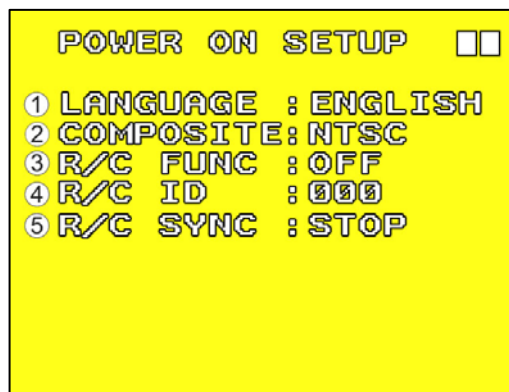 POWER ON SETUP
① LANGUAGE :ENGLISH
② COMPOSITE:NTSC
③ R/C FUNC :OFF
④ R/C ID :000
⑤ R/C SYNC :STOP